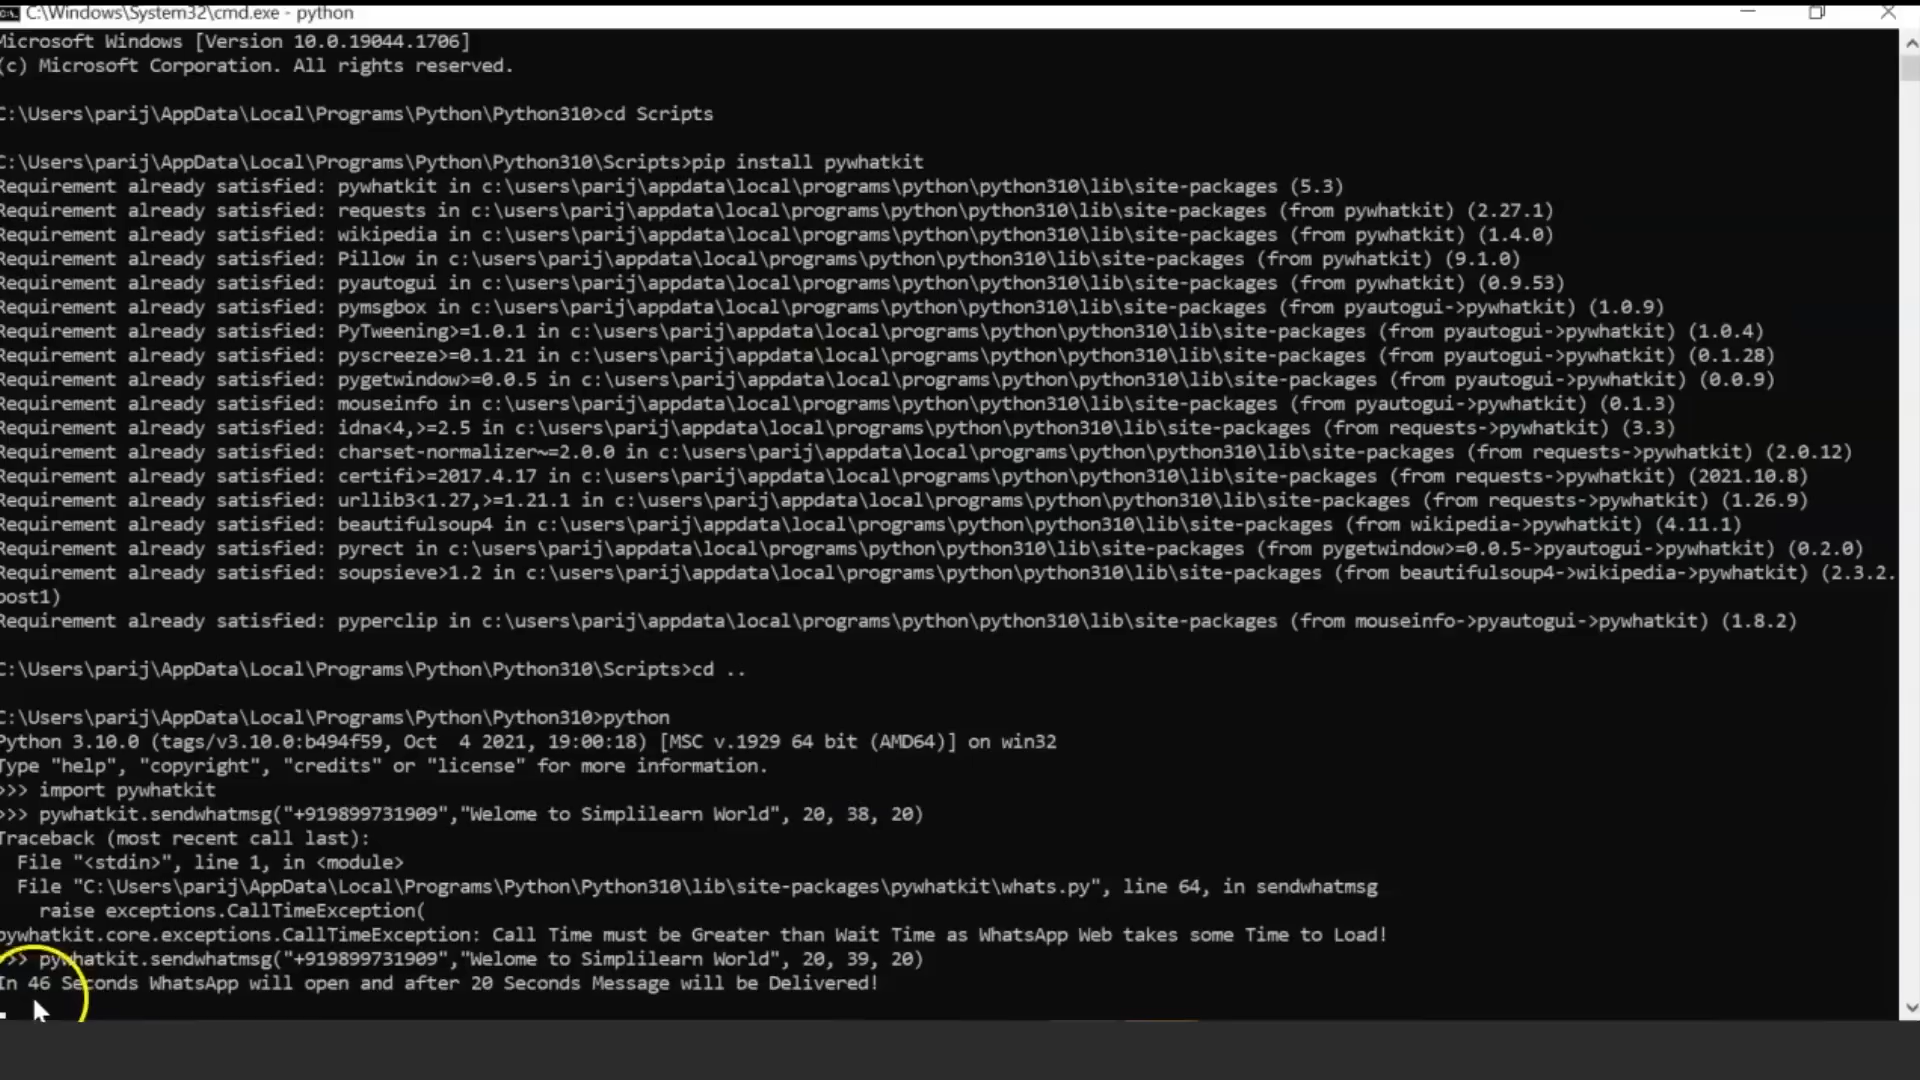 C:\Windows\System32\cmd.exe - python
Microsoft Windows [Version 10.0.19044.1706]
(c) Microsoft Corporation. All rights reserved.
C:\Users\parij\AppData\Local\Programs\Python\Python310>cd Scripts
C:\Users\parij\AppData\Local\Programs\Python\Python310\Scripts>pip install pywhatkit
Requirement already satisfied: pywhatkit in c:\users\parij\appdata\local\programs\python\python310\lib\site-packages (5.3)
Requirement already satisfied: requests in c:\users\parij\appdata\local\programs\python\python310\lib\site-packages (from pywhatkit) (2.27.1)
Requirement already satisfied: wikipedia in c:\users\parij\appdata\local\programs\python\python310\lib\site-packages (from pywhatkit) (1.4.0)
Requirement already satisfied: Pillow in c:\users\parij\appdata\local\programs\python\python310\lib\site-packages (from pywhatkit) (9.1.0)
Requirement already satisfied: pyautogui in c:\users\parij\appdata\local\programs\python\python310\lib\site-packages (from pywhatkit) (0.9.53)
Requirement already satisfied: pymsgbox in c:\users\parij\appdata\local\programs\python\python310\lib\site-packages (from pyautogui->pywhatkit) (1.0.9)
Requirement already satisfied: PyTweening>=1.0.1 in c:\users\parij\appdata\local\programs\python\python310\lib\site-packages (from pyautogui->pywhatkit) (1.0.4)
Requirement already satisfied: pyscreeze>=0.1.21 in c:\users\parij\appdata\local\programs\python\python310\lib\site-packages (from pyautogui->pywhatkit) (0.1.28)
Requirement already satisfied: pygetwindow>=0.0.5 in c:\users\parij\appdata\local\programs\python\python310\lib\site-packages (from pyautogui->pywhatkit) (0.0.9)
Requirement already satisfied: mouseinfo in c:\users\parij\appdata\local\programs\python\python310\lib\site-packages (from pyautogui->pywhatkit) (0.1.3)
Requirement already satisfied: idna<4,>=2.5 in c:\users\parij\appdata\local\programs\python\python310\lib\site-packages (from requests->pywhatkit) (3.3)
Requirement already satisfied: charset-normalizer~=2.0.0 in c:\users\parij\appdata\local\programs\python\python310\lib\site-packages (from requests->pywhatkit) (2.0.12)
Requirement already satisfied: certifi>=2017.4.17 in c:\users\parij\appdata\local\programs\python\python310\lib\site-packages (from requests->pywhatkit) (2021.10.8)
Requirement already satisfied: urllib3<1.27,>=1.21.1 in c:\users\parij\appdata\local\programs\python\python310\lib\site-packages (from requests->pywhatkit) (1.26.9)
Requirement already satisfied: beautifulsoup4 in c:\users\parij\appdata\local\programs\python\python310\lib\site-packages (from wikipedia->pywhatkit) (4.11.1)
Requirement already satisfied: pyrect in c:\users\parij\appdata\local\programs\python\python310\lib\site-packages (from pygetwindow>=0.0.5->pyautogui->pywhatkit) (0.2.0)
Requirement already satisfied: soupsieve>1.2 in c:\users\parij\appdata\local\programs\python\python310\lib\site-packages (from beautifulsoup4->wikipedia->pywhatkit) (2.3.2.
post1)
Requirement already satisfied: pyperclip in c:\users\parij\appdata\local\programs\python\python310\lib\site-packages (from mouseinfo->pyautogui->pywhatkit) (1.8.2)
C:\Users\parij\AppData\Local\Programs\Python\Python310\Scripts>cd ..
C:\Users\parij\AppData\Local\Programs\Python\Python310>python
Python 3.10.0 (tags/v3.10.0:b494f59, Oct  4 2021, 19:00:18) [MSC v.1929 64 bit (AMD64)] on win32
Type "help", "copyright", "credits" or "license" for more information.
>>> import pywhatkit
>>> pywhatkit.sendwhatmsg("+919899731909","Welome to Simplilearn World", 20, 38, 20)
Traceback (most recent call last):
  File "<stdin>", line 1, in <module>
  File "C:\Users\parij\AppData\Local\Programs\Python\Python310\lib\site-packages\pywhatkit\whats.py", line 64, in sendwhatmsg
    raise exceptions.CallTimeException(
pywhatkit.core.exceptions.CallTimeException: Call Time must be Greater than Wait Time as WhatsApp Web takes some Time to Load!
>>> pywhatkit.sendwhatmsg("+919899731909","Welome to Simplilearn World", 20, 39, 20)
In 46 Seconds WhatsApp will open and after 20 Seconds Message will be Delivered!